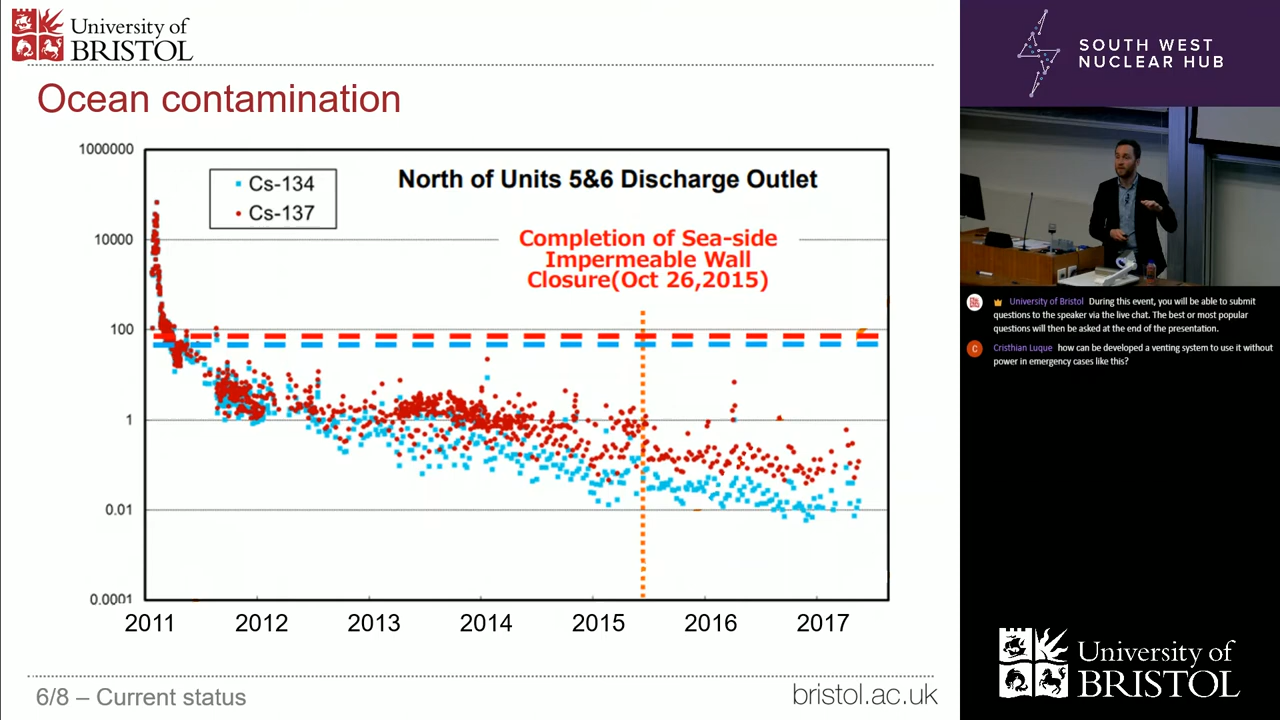 University of
BRISTOL
Ocean contamination
1000000
10000
100
1
0.01
0.0001
Cs-134
Cs-137
North of Units 5&6 Discharge Outlet
Completion of Sea-side
Impermeable Wall
Closure(Oct 26,2015)
2011 2012 2013 2014 2015 2016 2017
6/8 – Current status
bristol.ac.uk
SOUTH WEST
NUCLEAR HUB
University of Bristol During this event, you will be able to submit
questions to the speaker via the live chat. The best or most popular
questions will then be asked at the end of the presentation.
C
Cristhian Luque how can be developed a venting system to use it without
power in emergency cases like this?
University of
BRISTOL